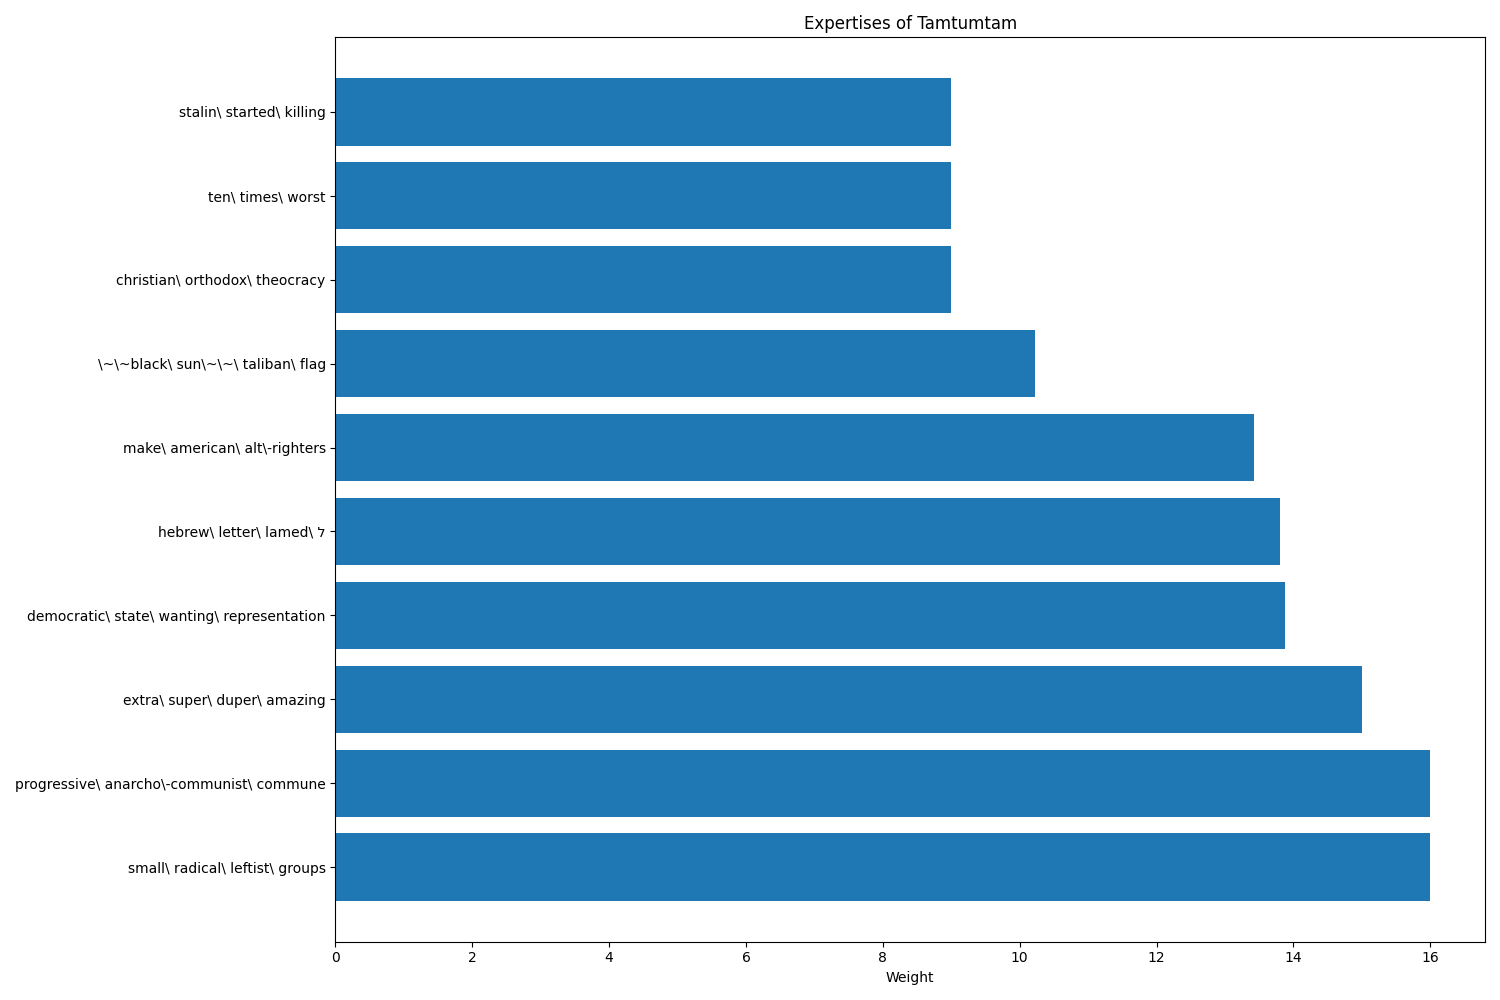 Expertises of Tamtumtam
stalin\ started\ killing
ten\ times\ worst
christian\ orthodox\ theocracy
\~\~black\ sun\~\~\ taliban\ flag
make\ american\ alt\-righters
hebrew\ letter\ lamed\ ל
democratic\ state\ wanting\ representation
extra\ super\ duper\ amazing
progressive\ anarcho\-communist\ commune
small\ radical\ leftist\ groups
0 2 4 6 8 10 12 14 16
Weight